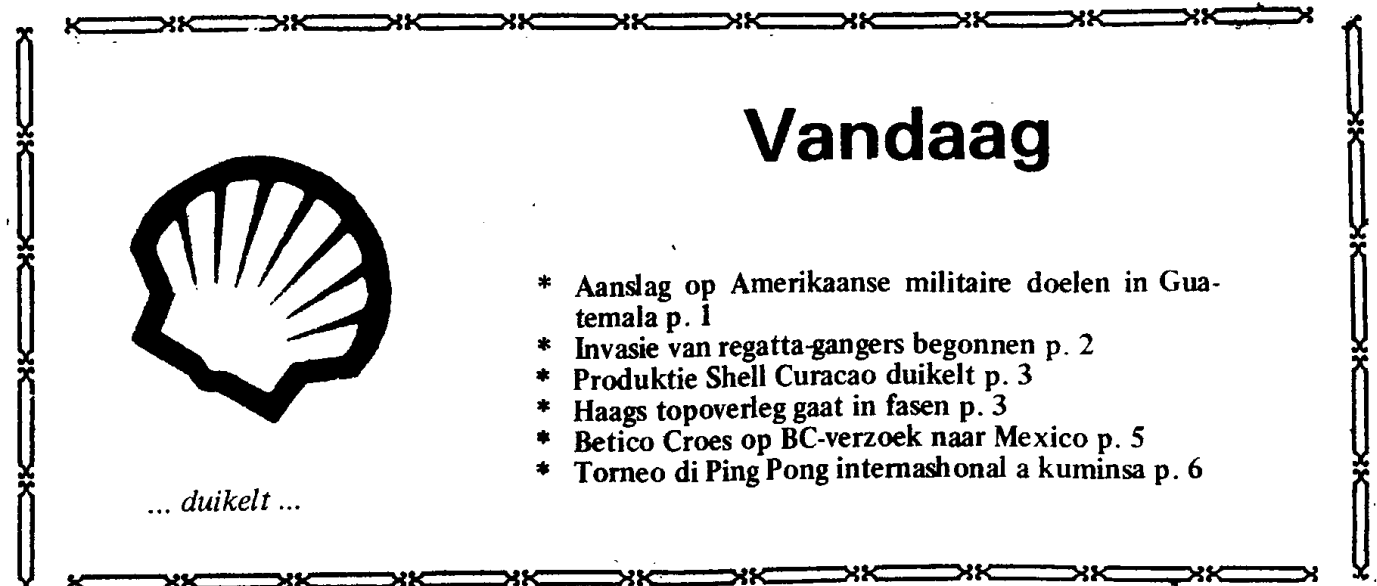 Vandaag
* Aanslag op Amerikaanse militaire doelen in Gua-
temala p. 1
* Invasie van regatta-gangers begonnen p. 2
* Produktie Shell Curacao duikelt p. 3
* Haags topoverleg gaat in fasen p. 3
* Betico Croes op BC-verzoek naar Mexico p. 5
* Torneo di Ping Pong internashonal a kuminsa p. 6
... duikelt ...